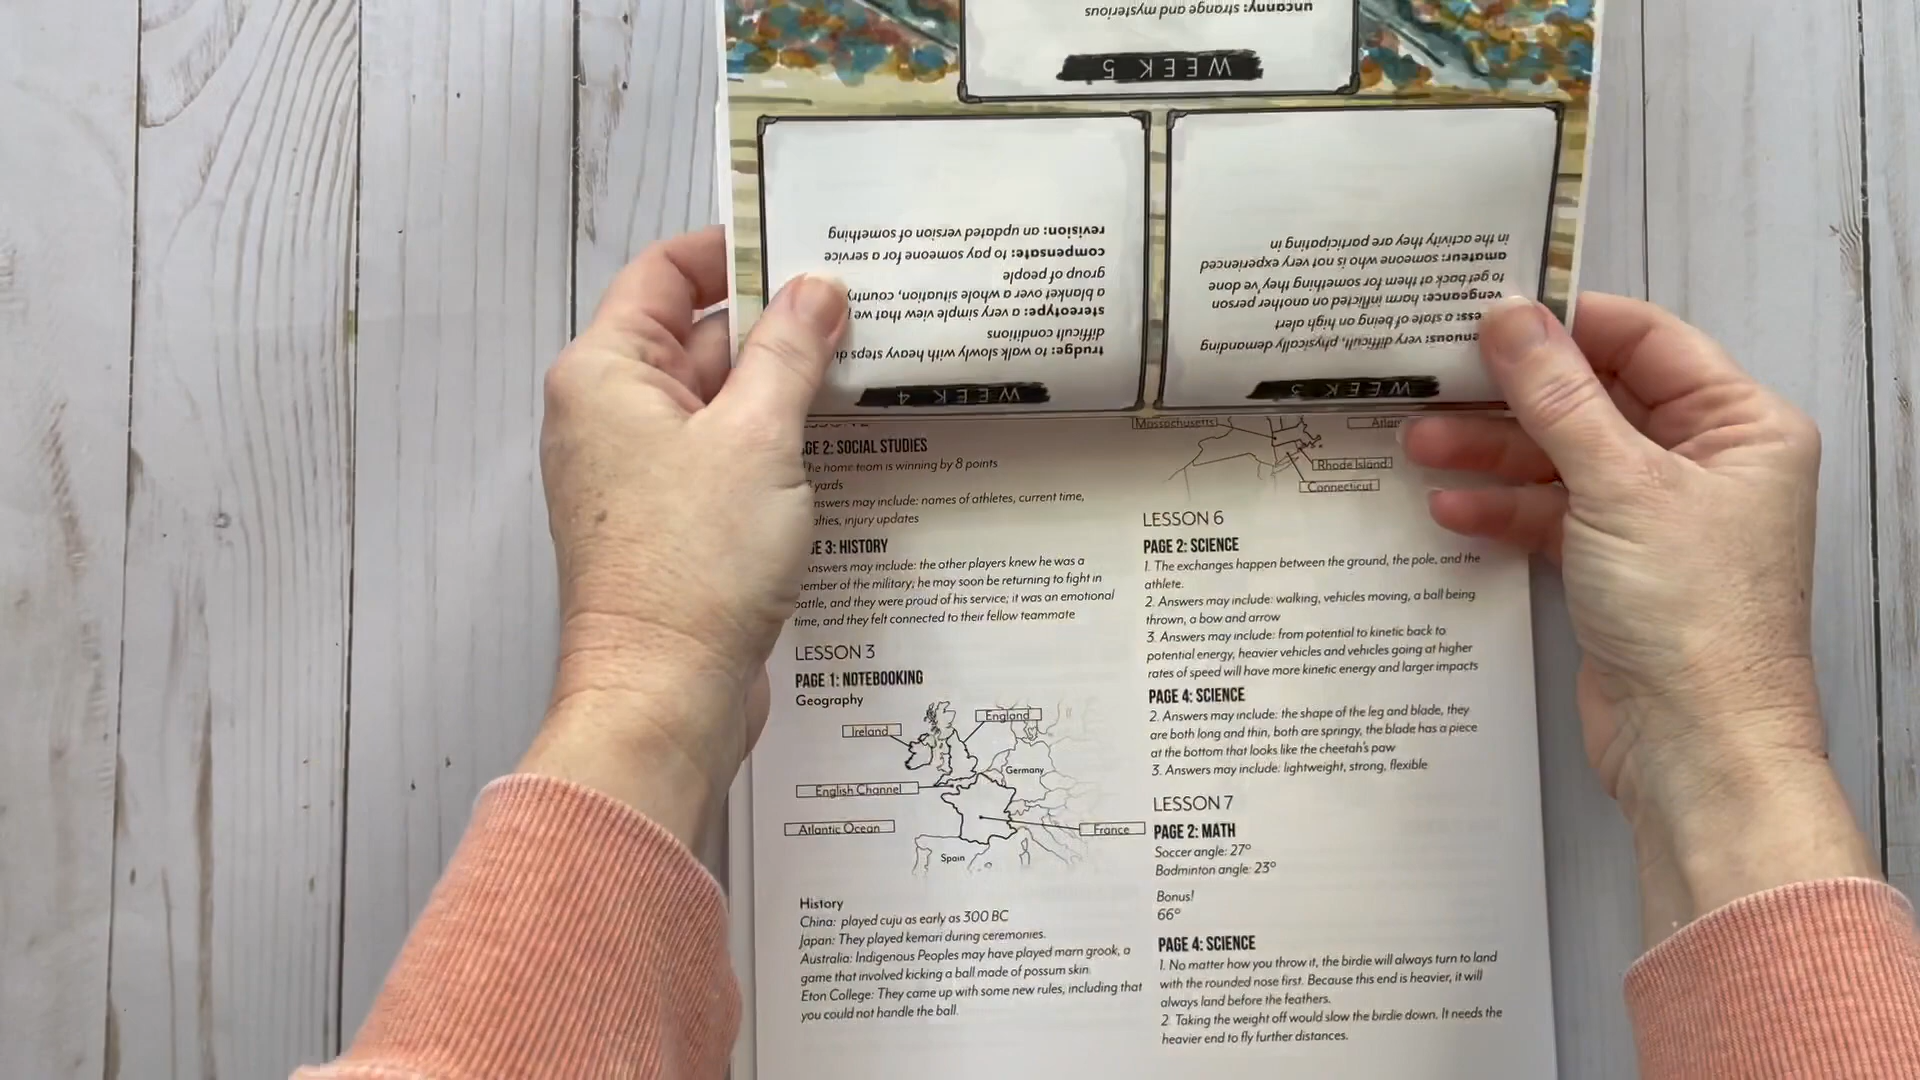 uncanny: strange and mysterious
WEEK 5
revision: an updated version of something
compensate: to pay someone for a service
group of people
a blanket over a whole situation, country
stereotype: a very simple view that we
difficult conditions
trudge: to walk slowly with heavy steps
WEEK 4
in the activity they are participating in
amateur: someone who is not very experienced
to get back at them for something they've done
vengeance: harm inflicted on another person
a state of being on high alert
very difficult, physically demanding
WEEK 3
PAGE 2: SOCIAL STUDIES
The home team is winning by 8 points
yards
Answers may include: names of athletes, current time,
injury updates
PAGE 3: HISTORY
Answers may include: the other players knew he was a
member of the military; he may soon be returning to fight in
battle, and they were proud of his service; it was an emotional
time, and they felt connected to their fellow teammate
LESSON 3
PAGE 1: NOTEBOOKING
Geography
Ireland
England
Germany
English Channel
Atlantic Ocean
France
Spain
History
China: played cuju as early as 300 BC
Japan: They played kemari during ceremonies.
Australia: Indigenous Peoples may have played marn grook, a
game that involved kicking a ball made of possum skin.
Eton College: They came up with some new rules, including that
you could not handle the ball.
Massachusetts
Rhode Island
Connecticut
LESSON 6
PAGE 2: SCIENCE
1. The exchanges happen between the ground, the pole, and the
athlete.
2. Answers may include: walking, vehicles moving, a ball being
thrown, a bow and arrow
3. Answers may include: from potential to kinetic back to
potential energy, heavier vehicles and vehicles going at higher
rates of speed will have more kinetic energy and larger impacts
PAGE 4: SCIENCE
2. Answers may include: the shape of the leg and blade, they
are both long and thin, both are springy, the blade has a piece
at the bottom that looks like the cheetah's paw
3. Answers may include: lightweight, strong, flexible
LESSON 7
PAGE 2: MATH
Soccer angle: 27°
Badminton angle: 23°
Bonus!
66°
PAGE 4: SCIENCE
1. No matter how you throw it, the birdie will always turn to land
with the rounded nose first. Because this end is heavier, it will
always land before the feathers.
2. Taking the weight off would slow the birdie down. It needs the
heavier end to fly further distances.